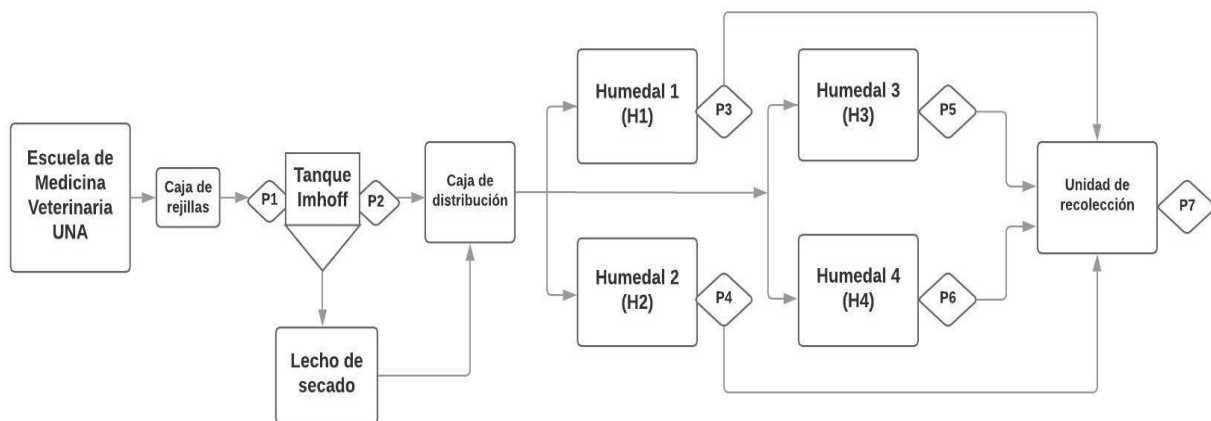 Escuela de
Medicina
Veterinaria
UNA
Caja de
rejillas
P1
Tanque
Imhoff
P2
Lecho de
secado
Caja de
distribución
Humedal 1
(H1)
P3
Humedal 2
(H2)
P4
Humedal 3
(H3)
P5
Humedal 4
(H4)
P6
Unidad de
recolección
P7